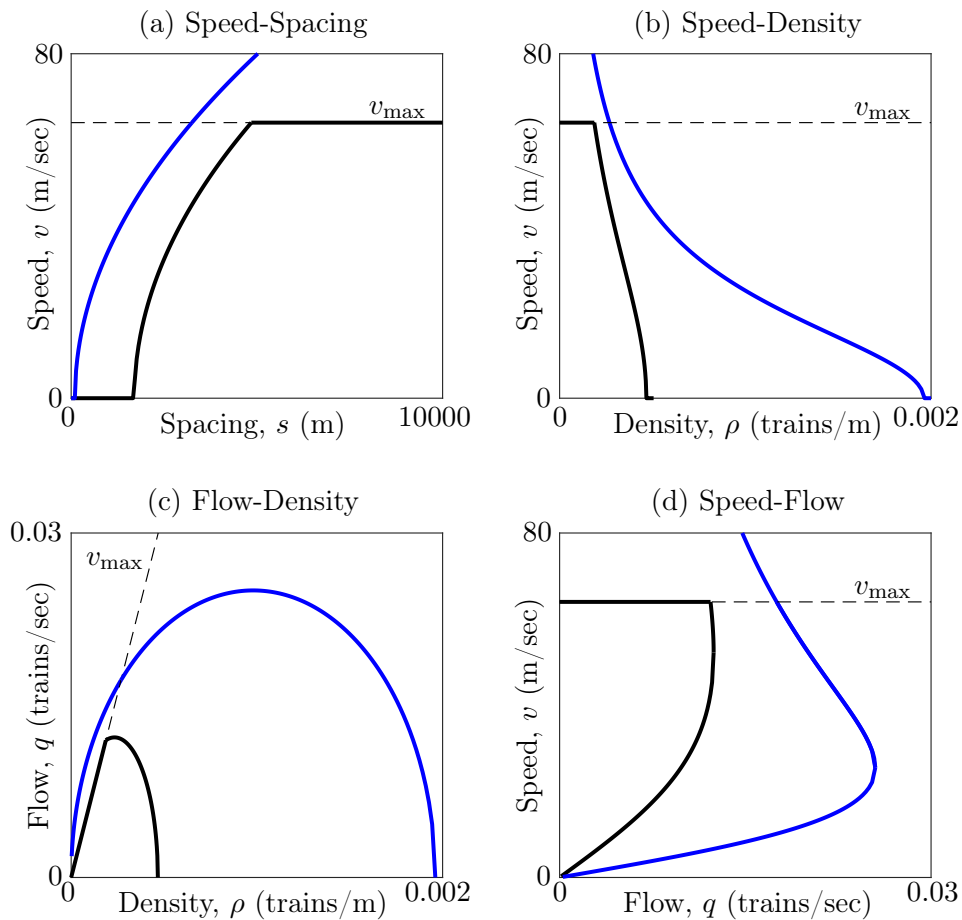 (a) Speed-Spacing
80
v_max
Speed, v (m/sec)
0
0
Spacing, s (m)
10000
(b) Speed-Density
80
v_max
Speed, v (m/sec)
0
0
Density, ρ (trains/m)
0.002
(c) Flow-Density
0.03
v_max
Flow, q (trains/sec)
0
0
Density, ρ (trains/m)
0.002
(d) Speed-Flow
80
v_max
Speed, v (m/sec)
0
0
Flow, q (trains/sec)
0.03